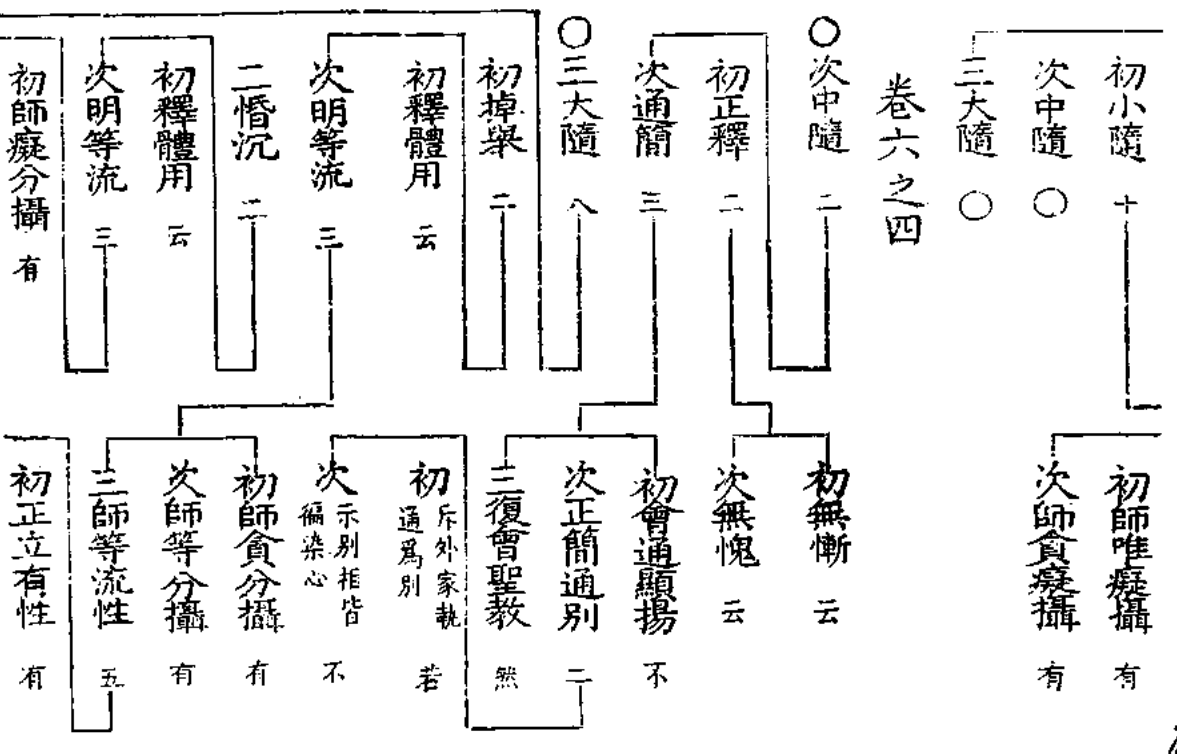 初小隨 十
次中隨 ○
三大隨 ○
初師唯癡攝 有
次師貪癡攝 有
卷六之四
○次中隨 二
初正釋 二
次通簡 三
初無慚 云
次無愧 云
初會通顯揚 不
次正簡通別 二
三復會聖教 然
初斥外家執通爲別 若
次示別相皆徧染心 不
○三大隨 八
初掉舉 二
初釋體用 云
次明等流 三
初師貪分攝 有
次師等分攝 有
三師等流性 五
初正立有性 有
二惛沉 二
初釋體用 云
次明等流 三
初師癡分攝 有